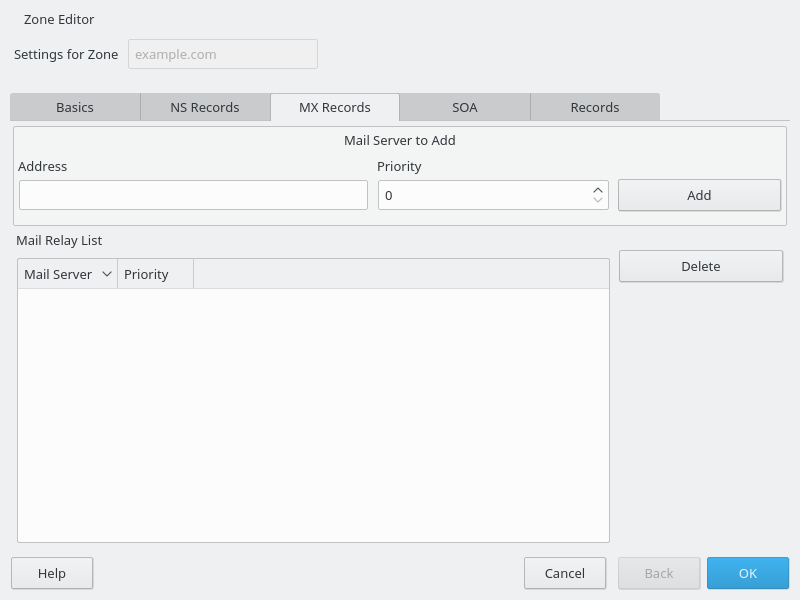 Zone Editor
Settings for Zone example.com
Basics NS Records MX Records SOA Records
Mail Server to Add
Address Priority
0 Add
Mail Relay List
Delete
Mail Server Priority
Help Cancel Back OK